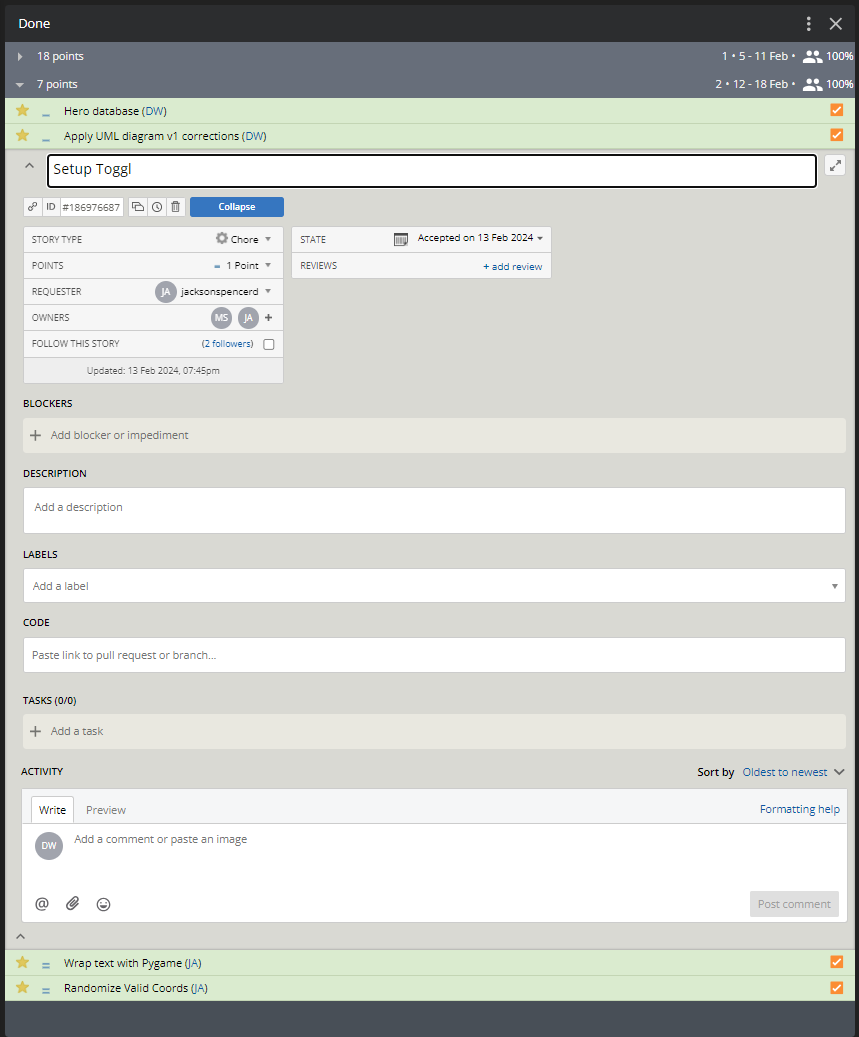 Done
18 points 1 • 5 - 11 Feb • 100%
7 points 2 • 12 - 18 Feb • 100%
Hero database (DW)
Apply UML diagram v1 corrections (DW)
Setup Toggl
ID #186976687 Collapse
STORY TYPE Chore
STATE Accepted on 13 Feb 2024
POINTS 1 Point
REVIEWS + add review
REQUESTER JA jacksonspencerd
OWNERS MS JA +
FOLLOW THIS STORY (2 followers)
Updated: 13 Feb 2024, 07:45pm
BLOCKERS
+ Add blocker or impediment
DESCRIPTION
Add a description
LABELS
Add a label
CODE
Paste link to pull request or branch...
TASKS (0/0)
+ Add a task
ACTIVITY Sort by Oldest to newest
Write Preview Formatting help
DW Add a comment or paste an image
@ Post comment
Wrap text with Pygame (JA)
Randomize Valid Coords (JA)